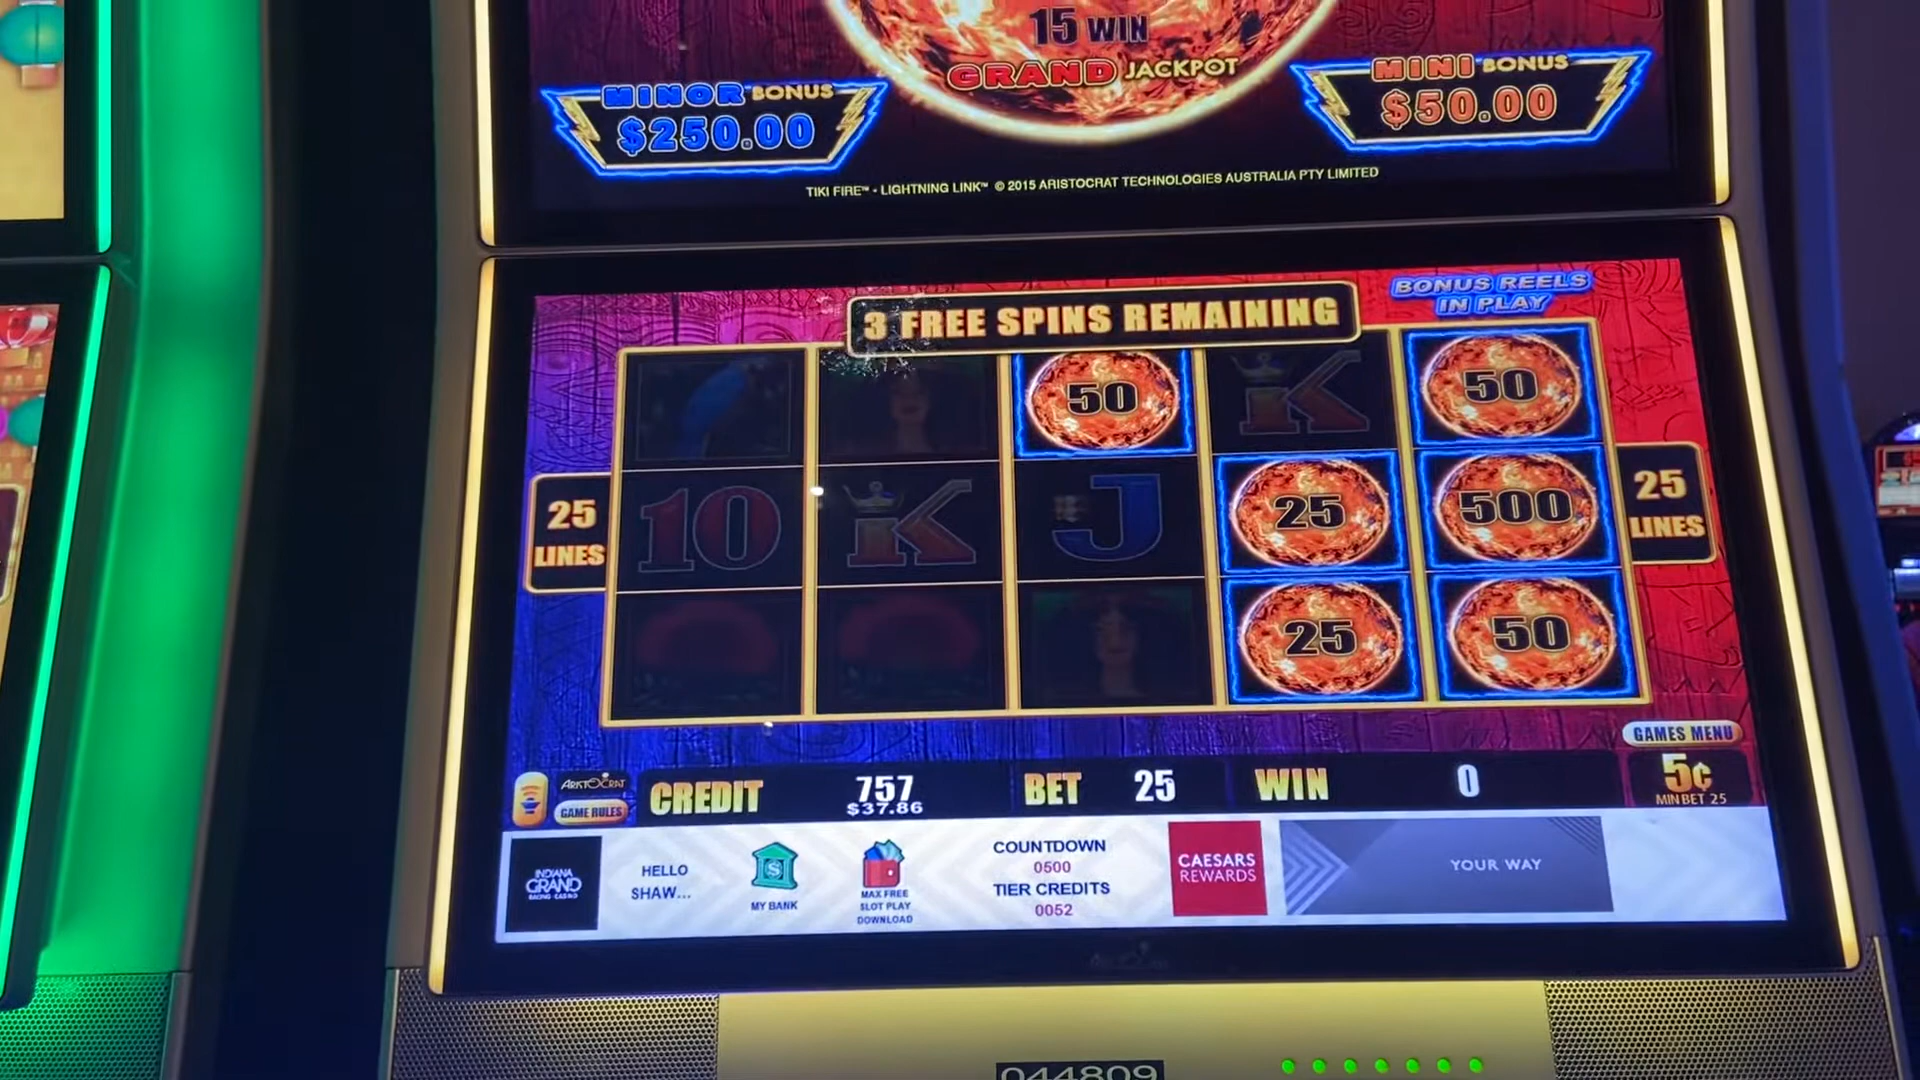 15 WIN
GRAND JACKPOT
MINOR BONUS
$250.00
MINI BONUS
$50.00
TIKI FIRE™ - LIGHTNING LINK™ © 2015 ARISTOCRAT TECHNOLOGIES AUSTRALIA PTY LIMITED
3 FREE SPINS REMAINING
BONUS REELS
IN PLAY
50
K
50
25
LINES
10
K
J
25
500
25
LINES
25
50
GAMES MENU
ARISTOCRAT
GAME RULES
CREDIT
757
$37.86
BET
25
WIN
0
5¢
MIN BET 25
INDIANA
GRAND
RACING CASINO
HELLO
SHAW...
MY BANK
MAX FREE
SLOT PLAY
DOWNLOAD
COUNTDOWN
0500
TIER CREDITS
0052
CAESARS
REWARDS
YOUR WAY
044809